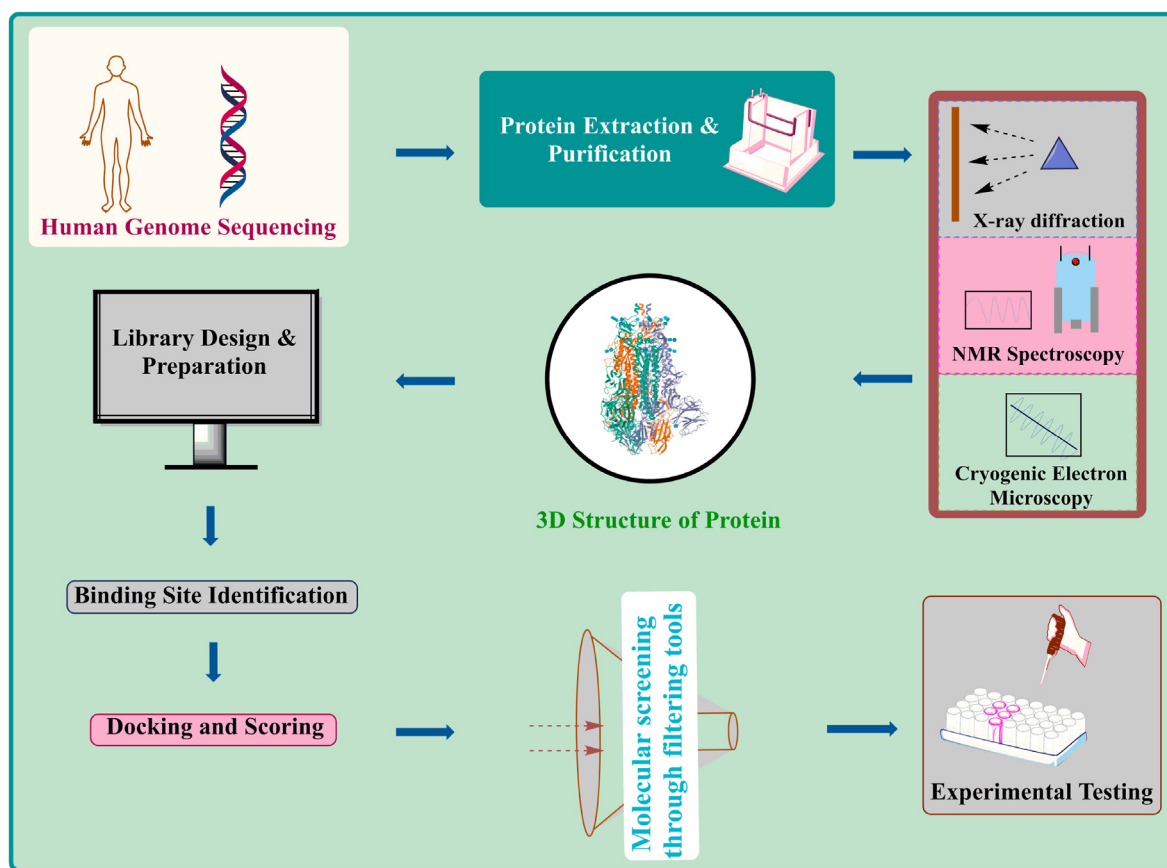 Human Genome Sequencing
Protein Extraction &
Purification
X-ray diffraction
NMR Spectroscopy
Cryogenic Electron
Microscopy
3D Structure of Protein
Library Design &
Preparation
Binding Site Identification
Docking and Scoring
Molecular screening
through filtering tools
Experimental Testing